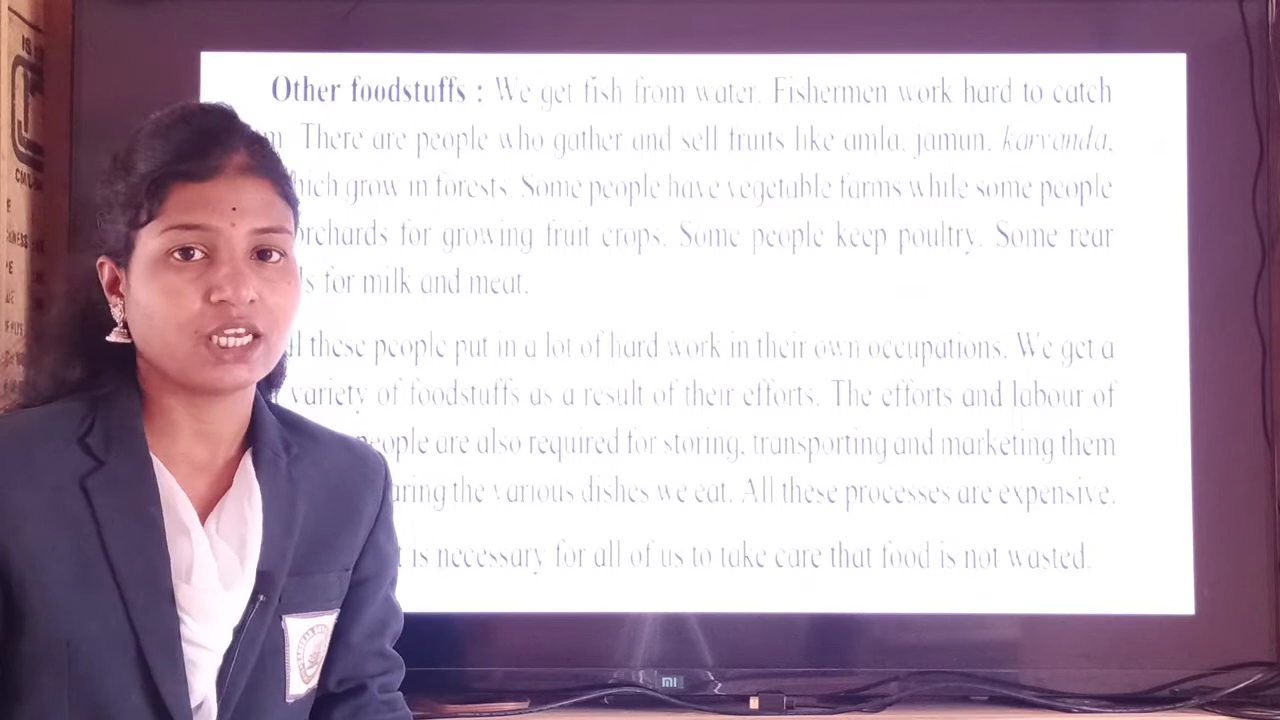 Other foodstuffs : We get fish from water. Fishermen work hard to catch
There are people who gather and sell fruits like amla, jamun, karvanda,
which grow in forests. Some people have vegetable farms while some people
orchards for growing fruit crops. Some people keep poultry. Some rear
for milk and meat.
these people put in a lot of hard work in their own occupations. We get a
variety of foodstuffs as a result of their efforts. The efforts and labour of
people are also required for storing, transporting and marketing them
the various dishes we eat. All these processes are expensive.
is necessary for all of us to take care that food is not wasted.
mi